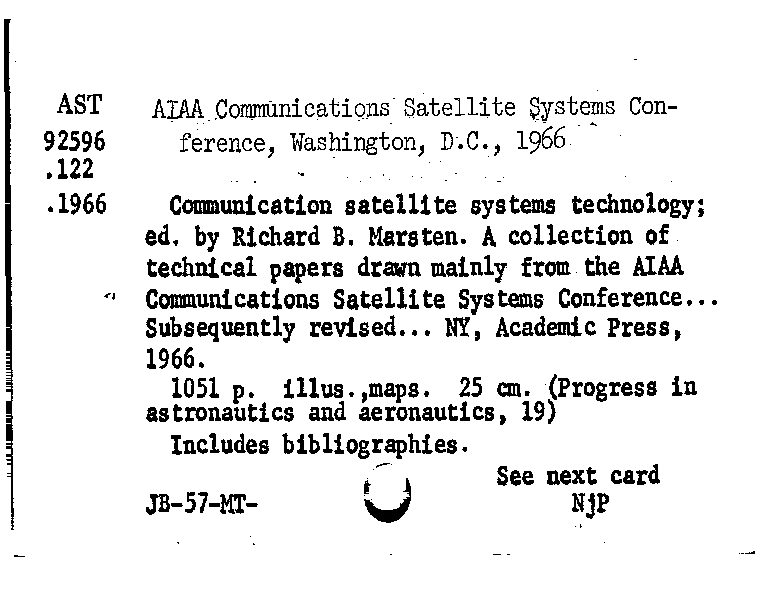 AST AIAA Communications Satellite Systems Con-
92596 ference, Washington, D.C., 1966
.122
.1966 Communication satellite systems technology;
ed. by Richard B. Marsten. A collection of
technical papers drawn mainly from the AIAA
Communications Satellite Systems Conference...
Subsequently revised... NY, Academic Press,
1966.
1051 p. illus.,maps. 25 cm. (Progress in
astronautics and aeronautics, 19)
Includes bibliographies.
See next card
JB-57-MT- NjP